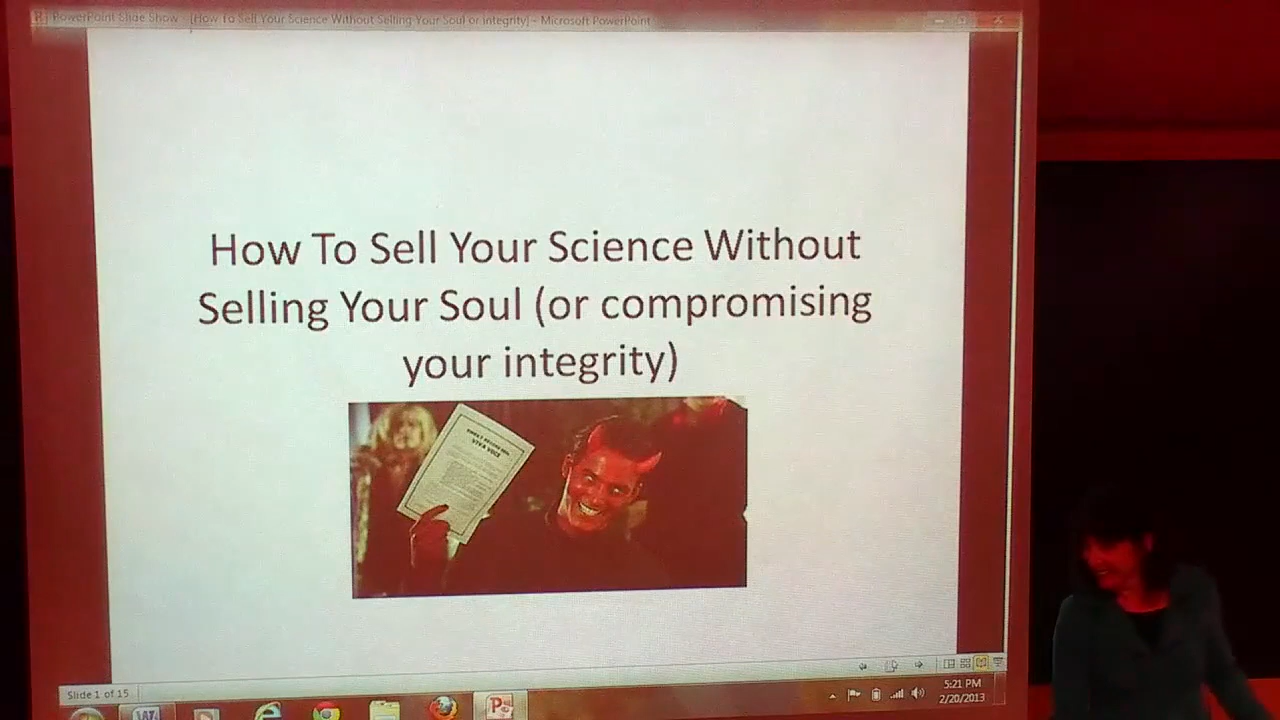 PowerPoint Slide Show - [How To Sell Your Science Without Selling Your Soul or Integrity] - Microsoft PowerPoint
How To Sell Your Science Without
Selling Your Soul (or compromising
your integrity)
VIVA VOCE
Slide 1 of 15
5:21 PM
2/20/2013